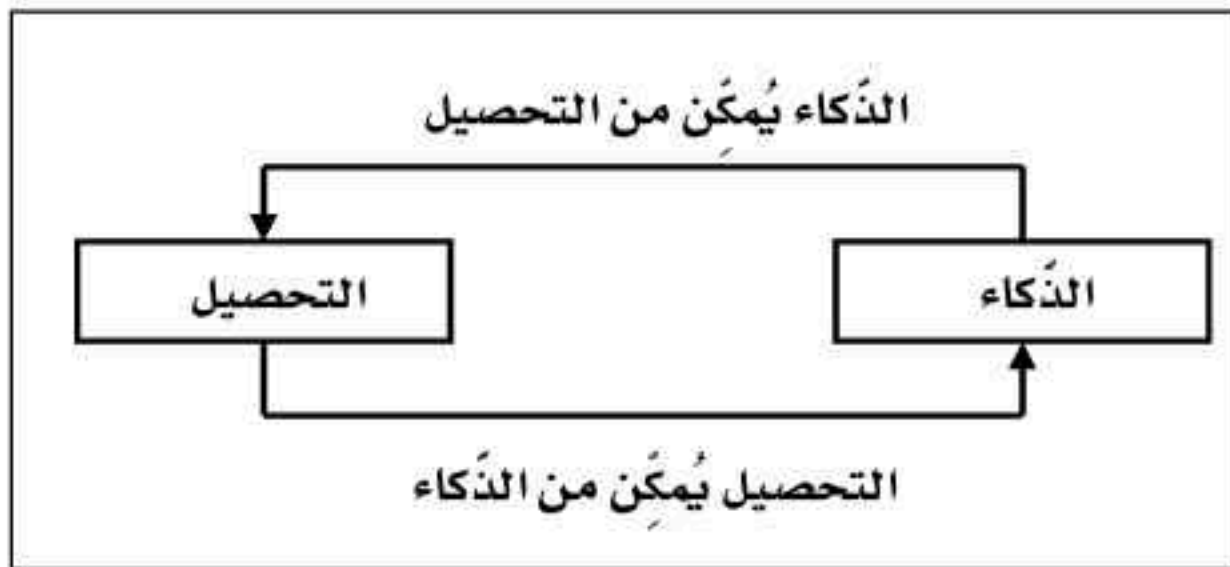 الذَّكاء يُمكِّن من التحصيل
الذَّكاء
التحصيل
التحصيل يُمكِّن من الذَّكاء